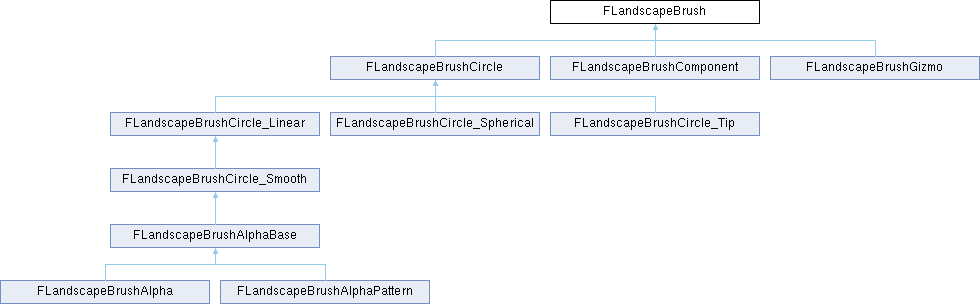 FLandscapeBrush
FLandscapeBrushCircle
FLandscapeBrushComponent
FLandscapeBrushGizmo
FLandscapeBrushCircle_Linear
FLandscapeBrushCircle_Spherical
FLandscapeBrushCircle_Tip
FLandscapeBrushCircle_Smooth
FLandscapeBrushAlphaBase
FLandscapeBrushAlpha
FLandscapeBrushAlphaPattern